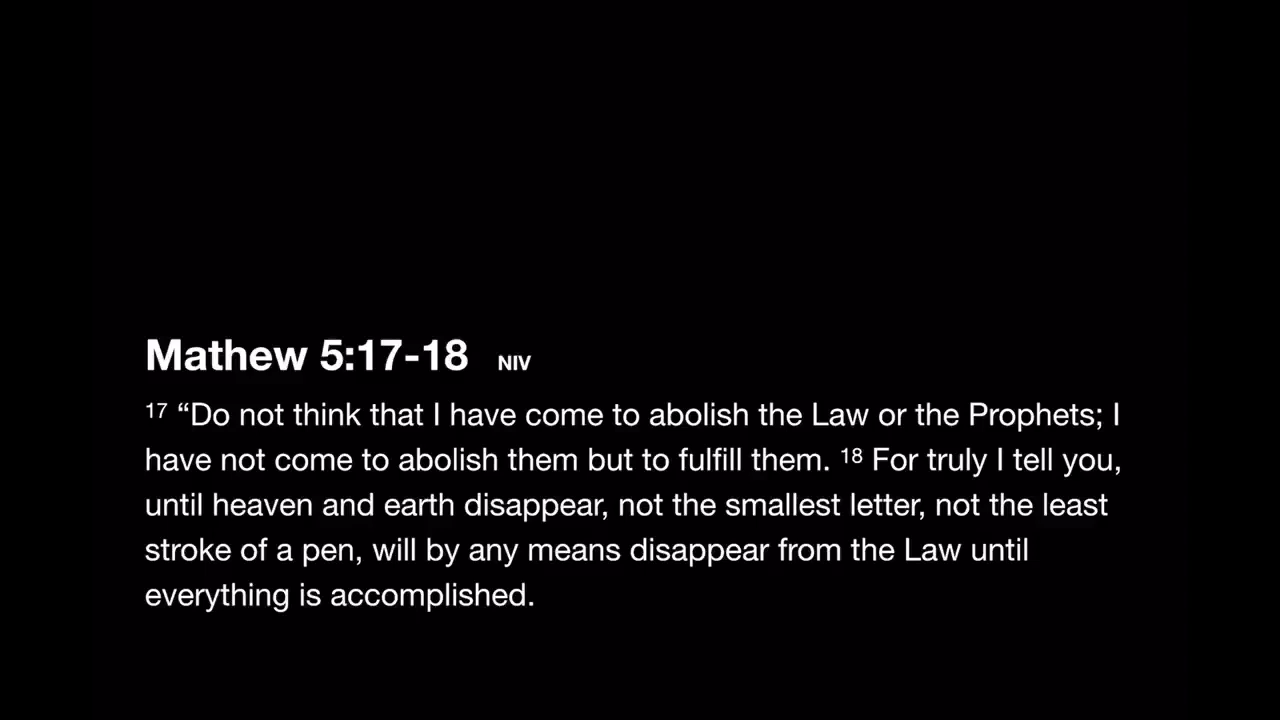 Mathew 5:17-18 NIV
17 “Do not think that I have come to abolish the Law or the Prophets; I
have not come to abolish them but to fulfill them. 18 For truly I tell you,
until heaven and earth disappear, not the smallest letter, not the least
stroke of a pen, will by any means disappear from the Law until
everything is accomplished.